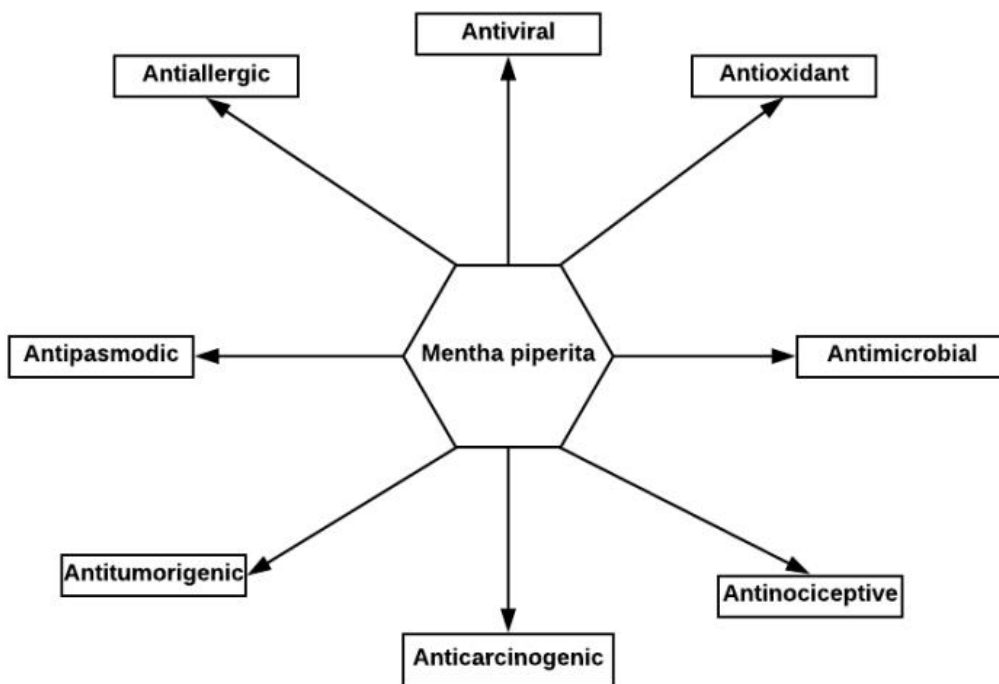 Antiviral
Antiallergic
Antioxidant
Antipasmodic
Mentha piperita
Antimicrobial
Antitumorigenic
Antinociceptive
Anticarcinogenic